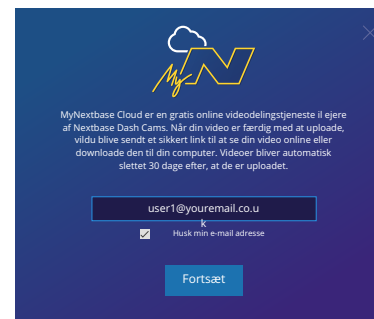 My N
MyNextbase Cloud er en gratis online videodelingstjeneste il ejere
af Nextbase Dash Cams. Når din video er færdig med at uploade,
vildu blive sendt et sikkert link til at se din video online eller
downloade den til din computer. Videoer bliver automatisk
slettet 30 dage efter, at de er uploadet.
user1@youremail.co.u
k
Husk min e-mail adresse
Fortsæt